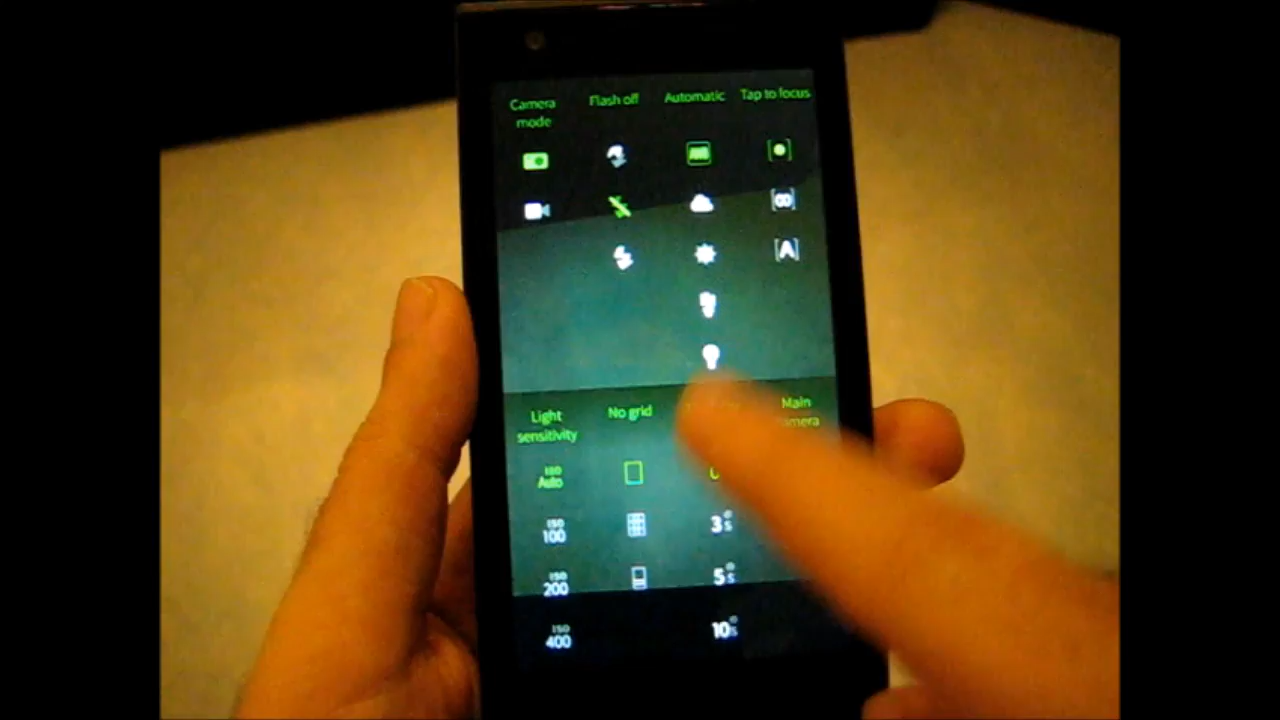 Camera mode
Flash off
Automatic
Tap to focus
[∞]
[A]
Light sensitivity
No grid
Main
ISO Auto
ISO 100
3s
ISO 200
5s
ISO 400
10s